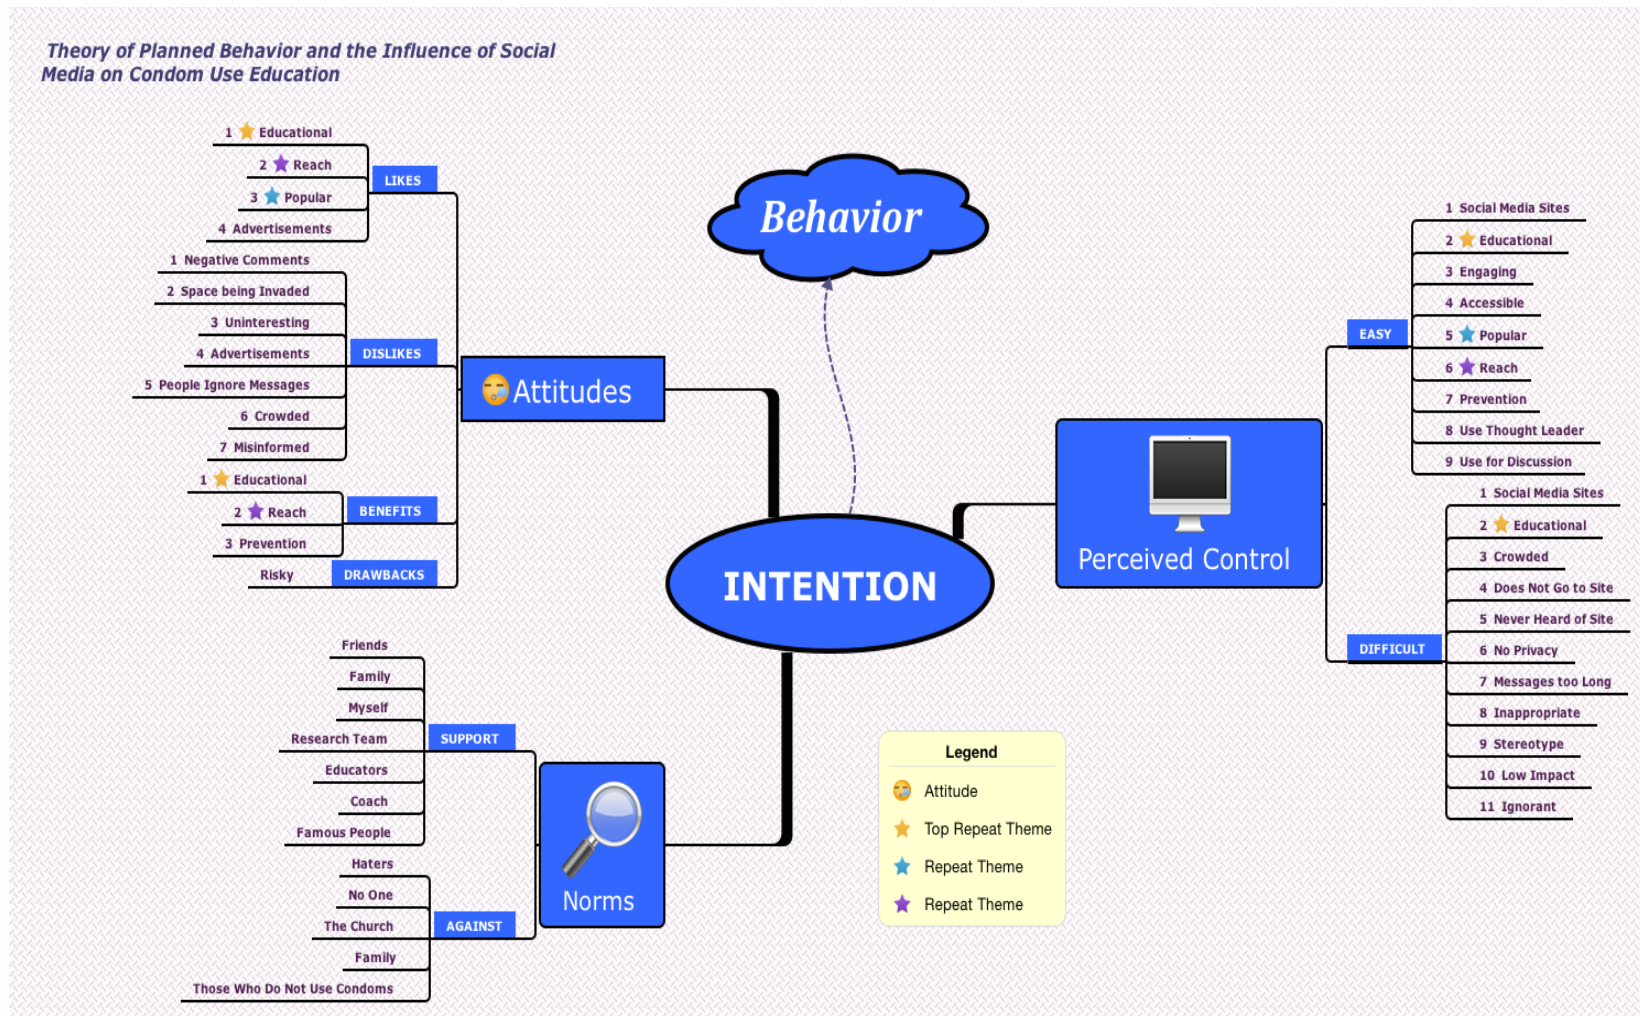 Theory of Planned Behavior and the Influence of Social
Media on Condom Use Education
1 Educational
2 Reach
3 Popular
4 Advertisements
LIKES
1 Negative Comments
2 Space being Invaded
3 Uninteresting
4 Advertisements
5 People Ignore Messages
6 Crowded
7 Misinformed
DISLIKES
1 Educational
2 Reach
3 Prevention
BENEFITS
Risky
DRAWBACKS
Attitudes
Behavior
INTENTION
Friends
Family
Myself
Research Team
Educators
Coach
Famous People
SUPPORT
Haters
No One
The Church
Family
Those Who Do Not Use Condoms
AGAINST
Norms
Perceived Control
EASY
1 Social Media Sites
2 Educational
3 Engaging
4 Accessible
5 Popular
6 Reach
7 Prevention
8 Use Thought Leader
9 Use for Discussion
DIFFICULT
1 Social Media Sites
2 Educational
3 Crowded
4 Does Not Go to Site
5 Never Heard of Site
6 No Privacy
7 Messages too Long
8 Inappropriate
9 Stereotype
10 Low Impact
11 Ignorant
Legend
Attitude
Top Repeat Theme
Repeat Theme
Repeat Theme